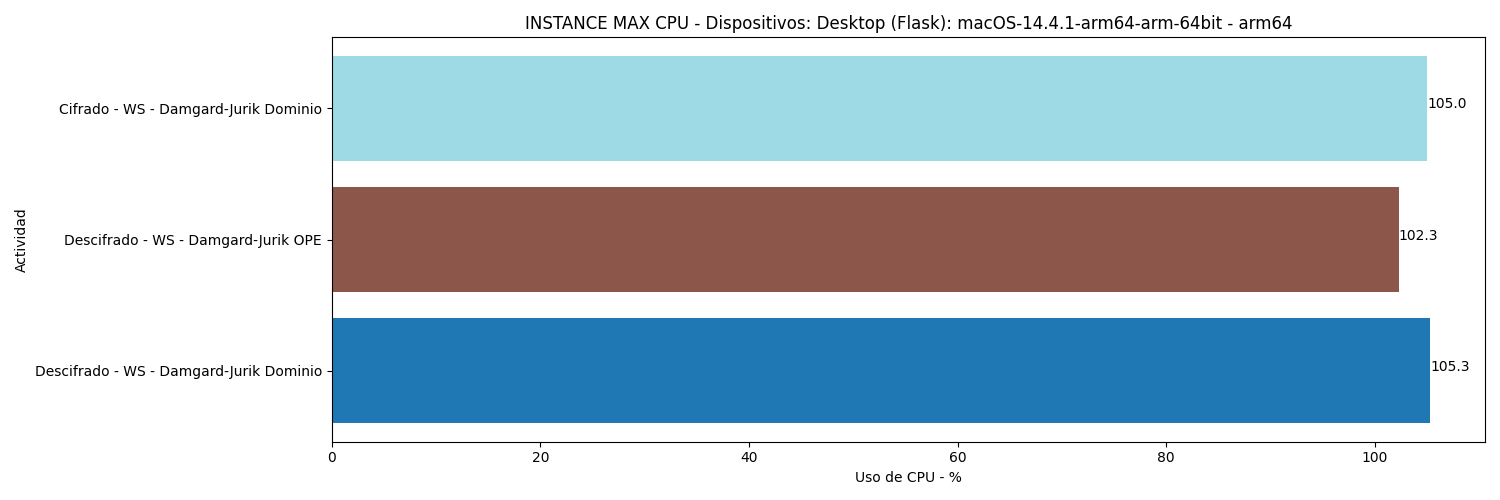 INSTANCE MAX CPU - Dispositivos: Desktop (Flask): macOS-14.4.1-arm64-arm-64bit - arm64
Actividad
Cifrado - WS - Damgard-Jurik Dominio
105.0
Descifrado - WS - Damgard-Jurik OPE
102.3
Descifrado - WS - Damgard-Jurik Dominio
105.3
0 20 40 60 80 100
Uso de CPU - %